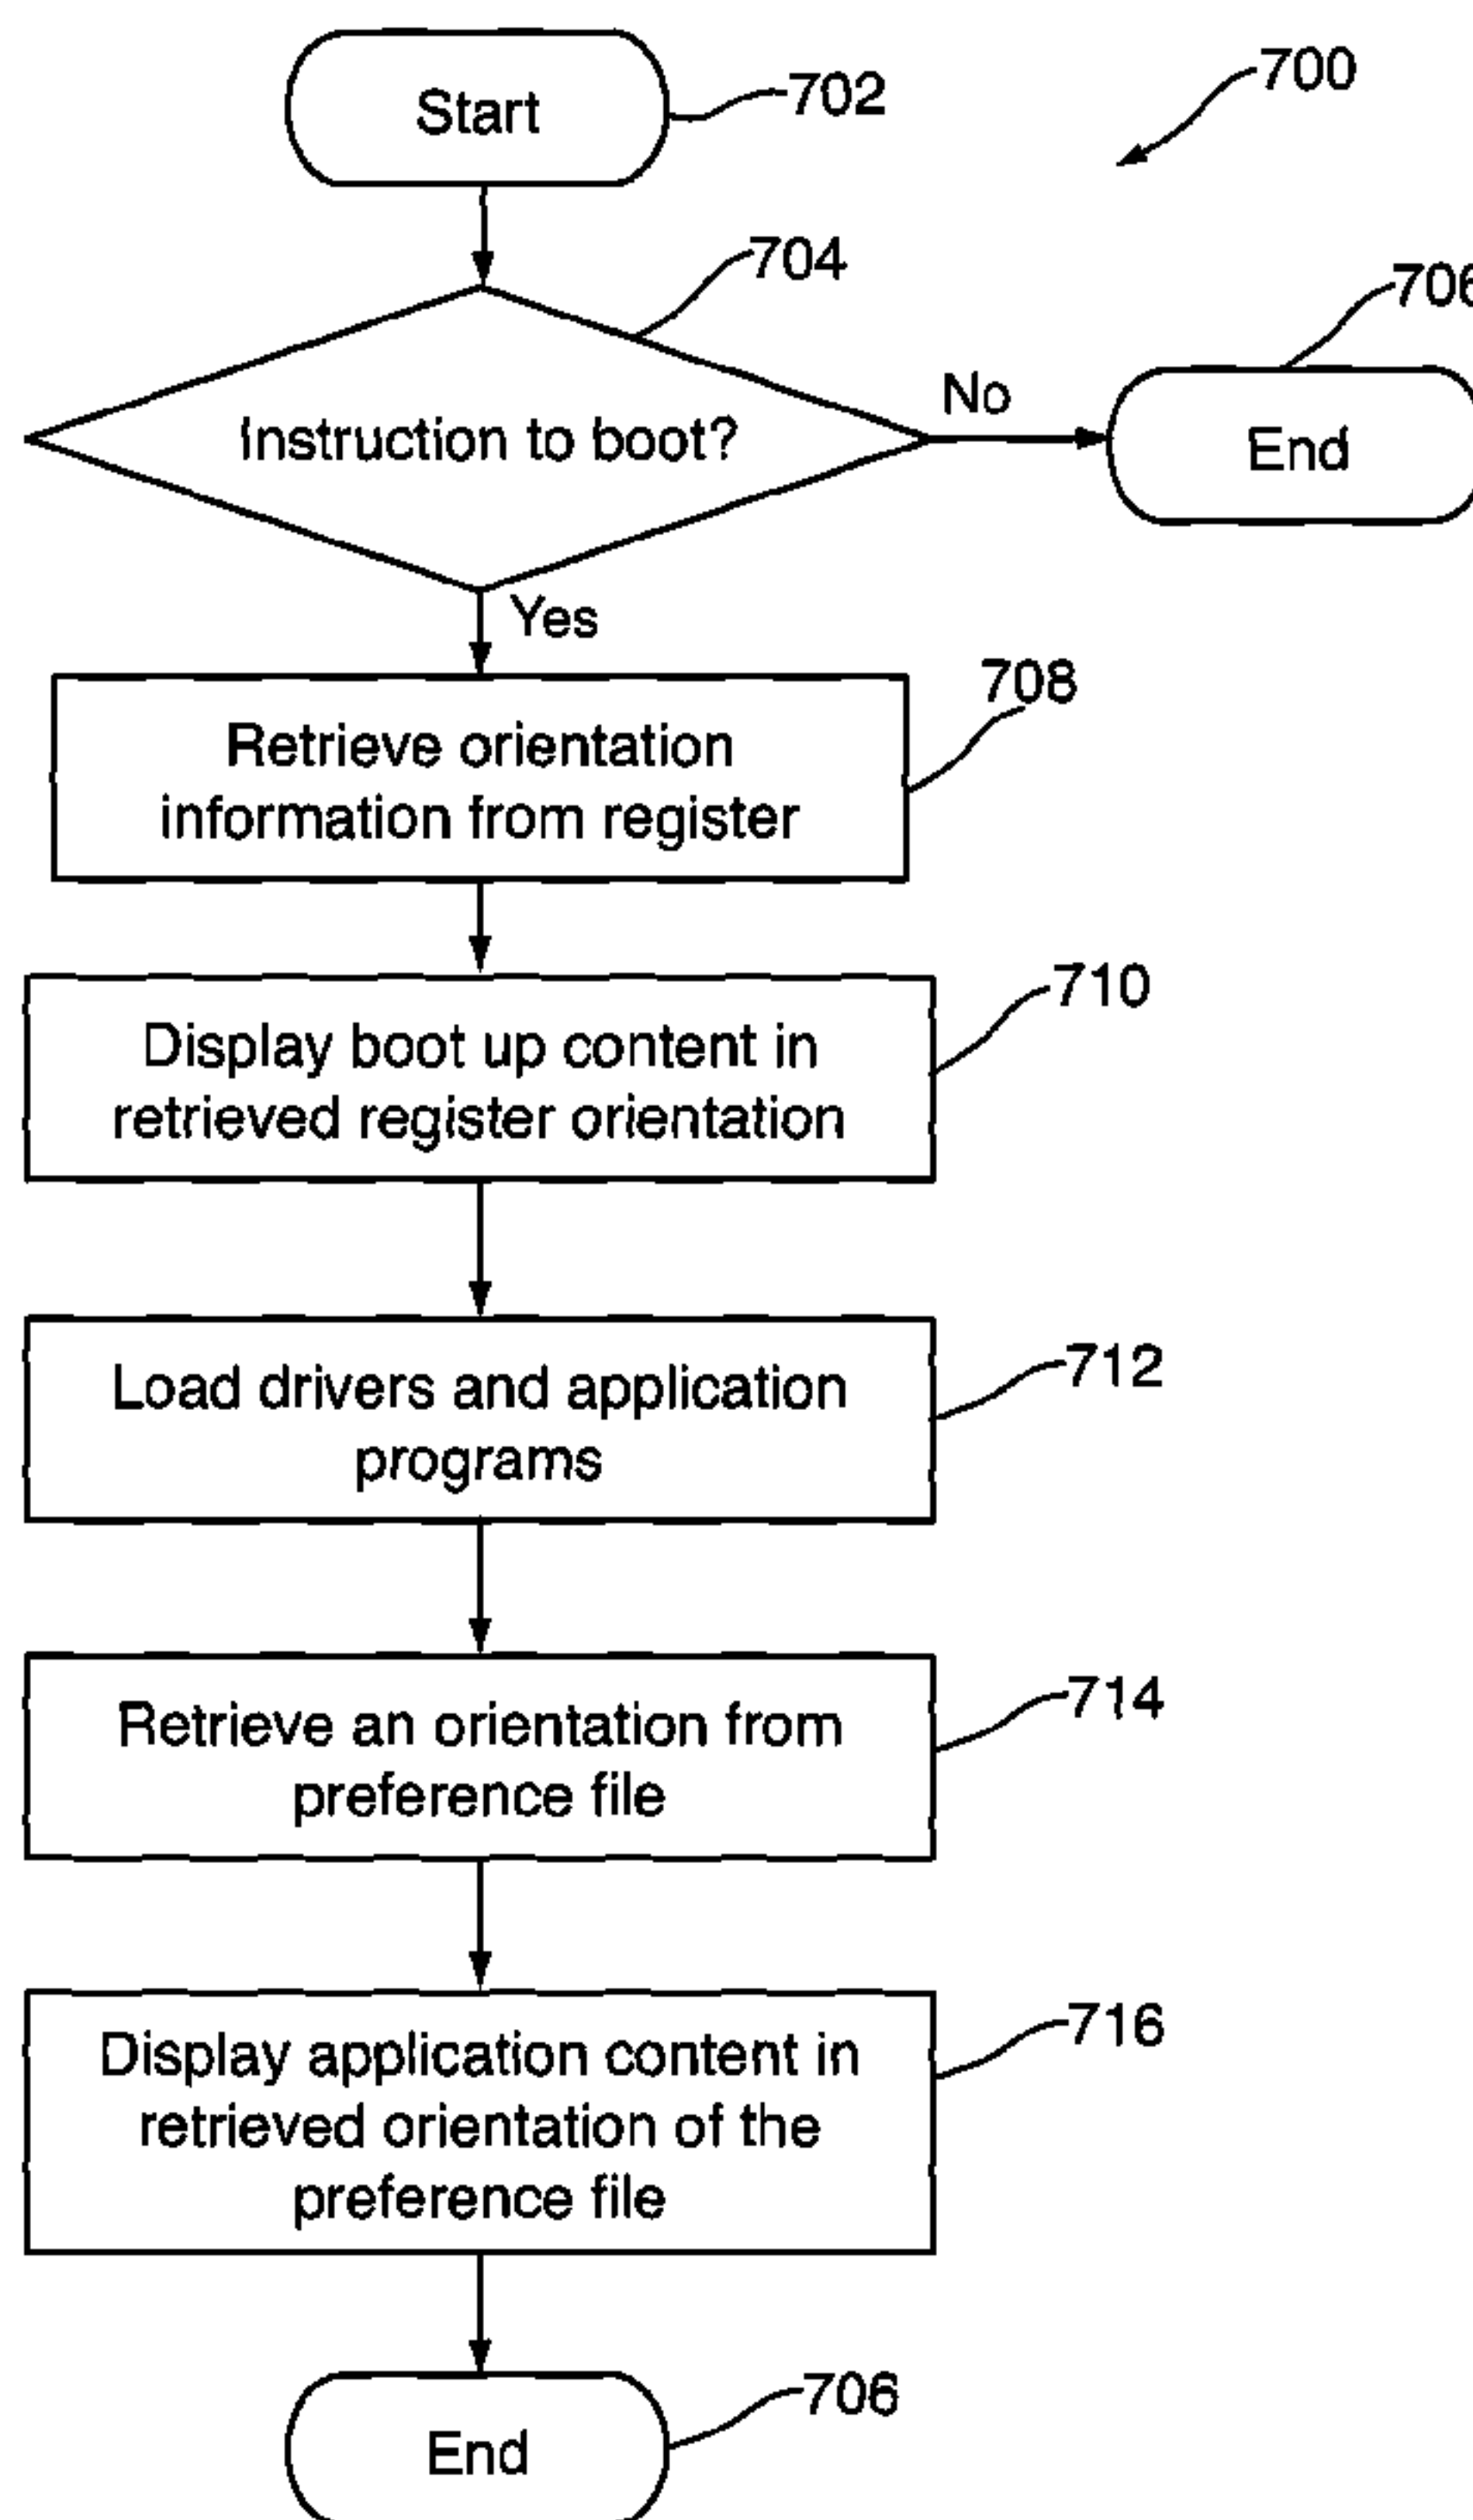 Start
702
700
704
706
Instruction to boot?
No
End
Yes
708
Retrieve orientation
information from register
710
Display boot up content in
retrieved register orientation
712
Load drivers and application
programs
714
Retrieve an orientation from
preference file
716
Display application content in
retrieved orientation of the
preference file
706
End